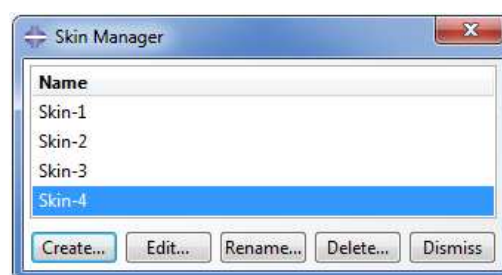 Skin Manager
Name
Skin-1
Skin-2
Skin-3
Skin-4
Create... Edit... Rename... Delete... Dismiss